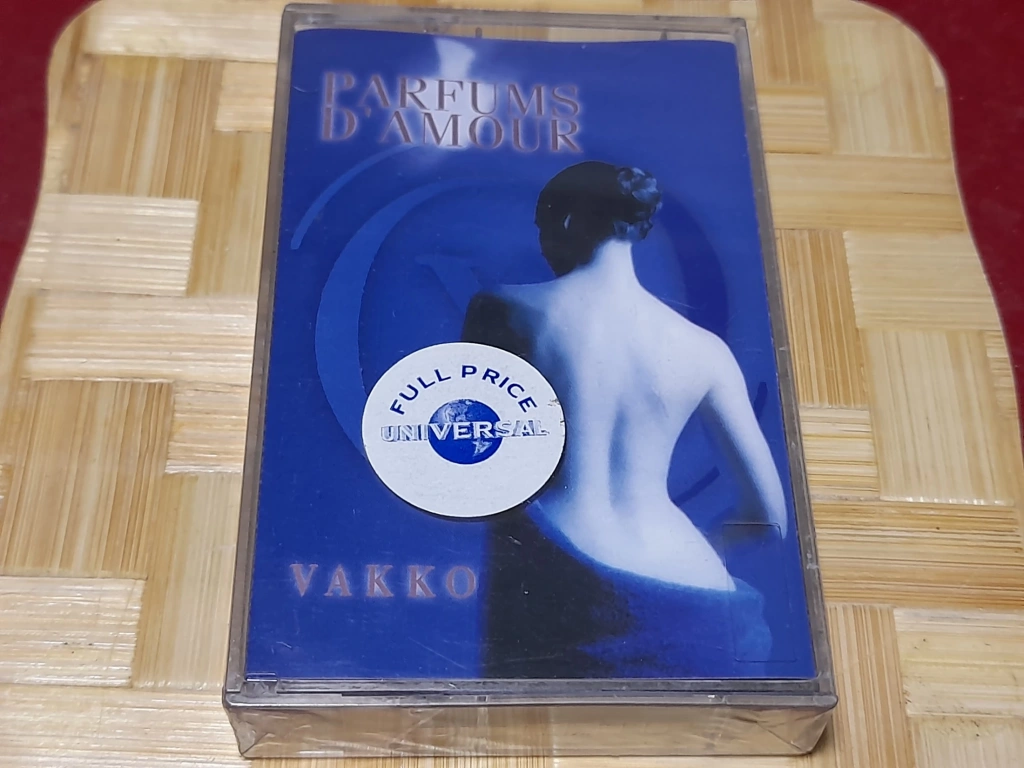 PARFUMS
D'AMOUR
FULL PRICE
UNIVERSAL
VAKKO